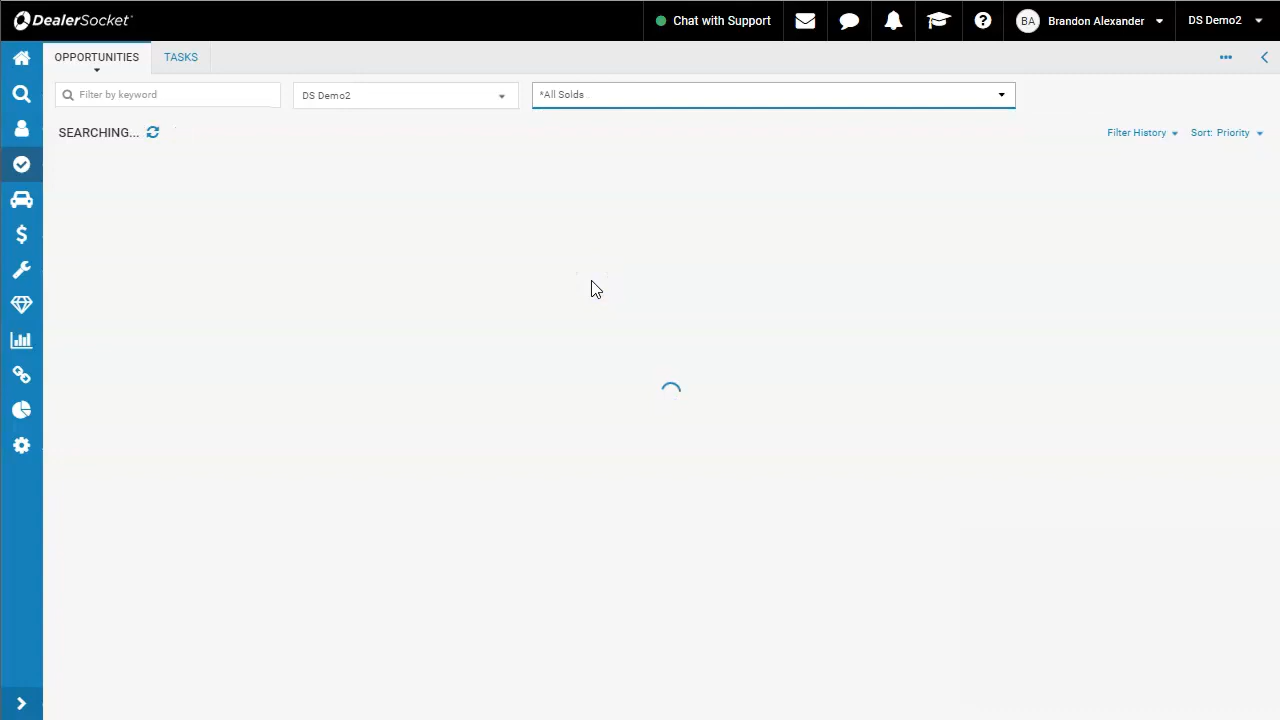 DealerSocket
Chat with Support
BA
Brandon Alexander
DS Demo2
OPPORTUNITIES
TASKS
Filter by keyword
DS Demo2
*All Solds
SEARCHING...
Filter History
Sort: Priority